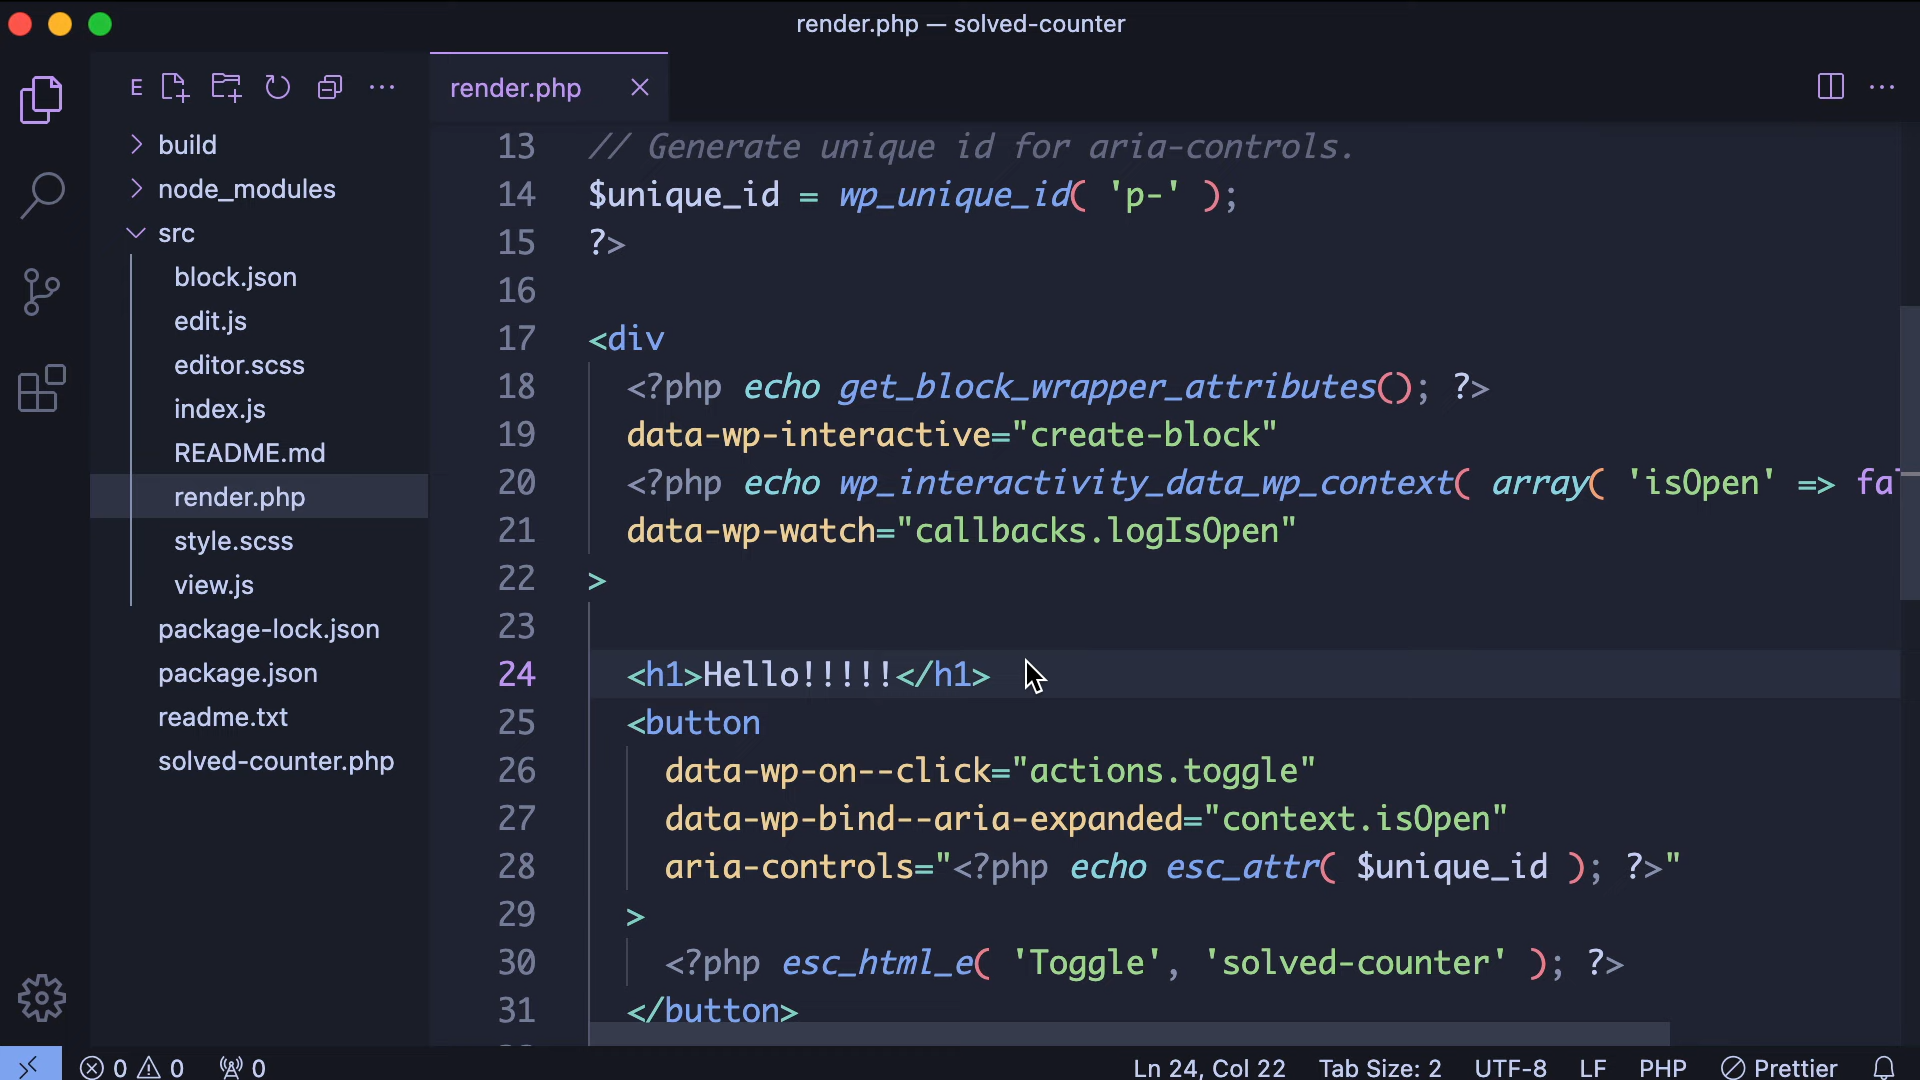 render.php — solved-counter
E
render.php
build
node_modules
src
block.json
edit.js
editor.scss
index.js
README.md
render.php
style.scss
view.js
package-lock.json
package.json
readme.txt
solved-counter.php
13 // Generate unique id for aria-controls.
14 $unique_id = wp_unique_id( 'p-' );
15 ?>
16
17 <div
18 <?php echo get_block_wrapper_attributes(); ?>
19 data-wp-interactive="create-block"
20 <?php echo wp_interactivity_data_wp_context( array( 'isOpen' => fa
21 data-wp-watch="callbacks.logIsOpen"
22 >
23
24 <h1>Hello!!!!!</h1>
25 <button
26 data-wp-on--click="actions.toggle"
27 data-wp-bind--aria-expanded="context.isOpen"
28 aria-controls="<?php echo esc_attr( $unique_id ); ?>"
29 >
30 <?php esc_html_e( 'Toggle', 'solved-counter' ); ?>
31 </button>
0 0 0 Ln 24, Col 22 Tab Size: 2 UTF-8 LF PHP Prettier